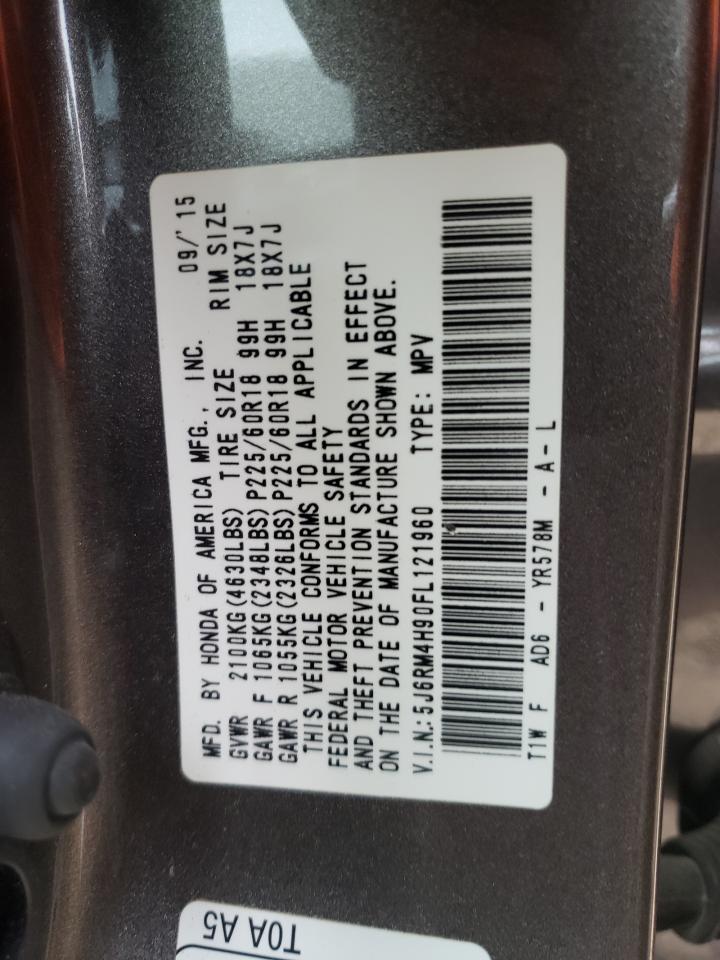 MFD. BY HONDA OF AMERICA MFG., INC. 09/'15
GVWR 2100KG(4630LBS) TIRE SIZE RIM SIZE
GAWR F 1065KG(2348LBS)P225/60R18 99H 18X7J
GAWR R 1055KG(2326LBS)P225/60R18 99H 18X7J
THIS VEHICLE CONFORMS TO ALL APPLICABLE
FEDERAL MOTOR VEHICLE SAFETY
AND THEFT PREVENTION STANDARDS IN EFFECT
ON THE DATE OF MANUFACTURE SHOWN ABOVE.
V.I.N.:5J6RM4H90FL121960 TYPE: MPV
T1W F AD6 - YR578M - A - L
T0A A5